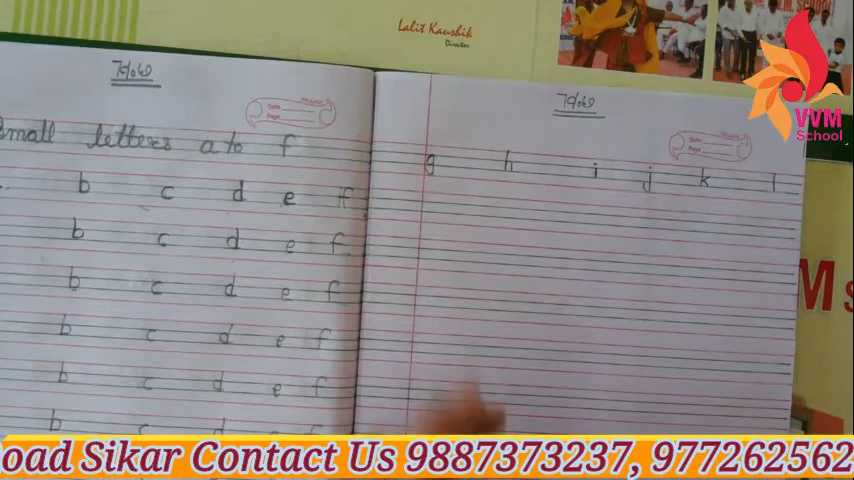 Lalit Kaushik
Director
VVM
School
Date
Page
small letters a to f
b c d e f
b c d e f
b c d e f
b c d e f
b c d e f
b c d
Date
Page
g h i j k l
M S
oad Sikar Contact Us 9887373237, 977262562